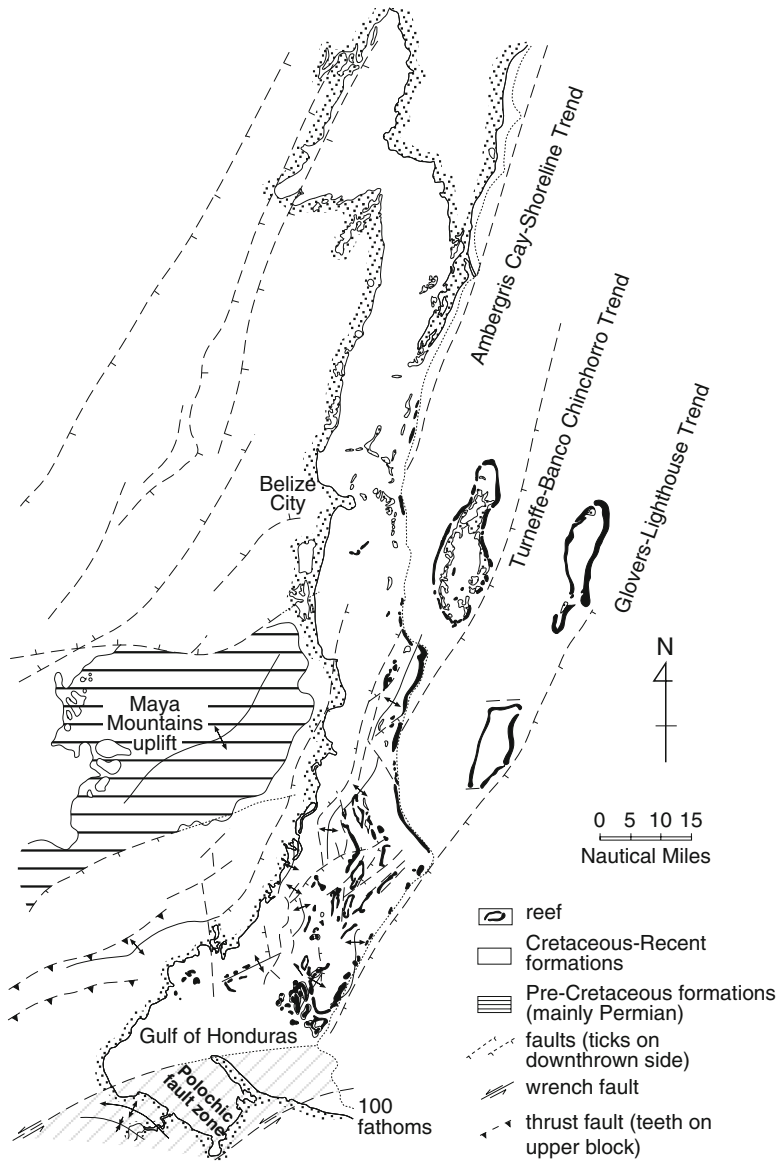 Ambergris Cay-Shoreline Trend
Turneffe-Banco Chinchorro Trend
Glovers-Lighthouse Trend
Belize
City
N
Maya
Mountains
uplift
0 5 10 15
Nautical Miles
reef
Cretaceous-Recent
formations
Pre-Cretaceous formations
(mainly Permian)
faults (ticks on
downthrown side)
wrench fault
thrust fault (teeth on
upper block)
Gulf of Honduras
Polochic
fault zone
100
fathoms